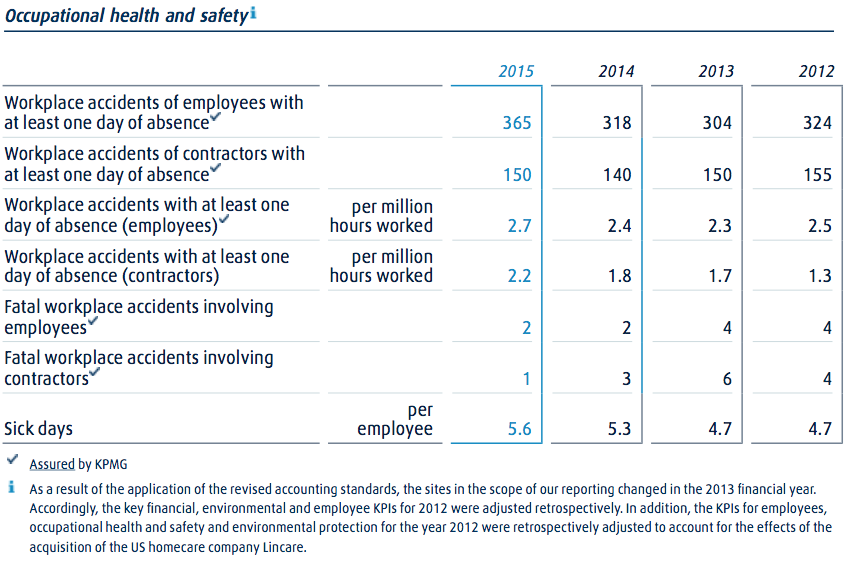 Occupational health and safety i
2015 2014 2013 2012
Workplace accidents of employees with
at least one day of absence✓ 365 318 304 324
Workplace accidents of contractors with
at least one day of absence✓ 150 140 150 155
Workplace accidents with at least one per million
day of absence (employees)✓ hours worked 2.7 2.4 2.3 2.5
Workplace accidents with at least one per million
day of absence (contractors) hours worked 2.2 1.8 1.7 1.3
Fatal workplace accidents involving
employees✓ 2 2 4 4
Fatal workplace accidents involving
contractors✓ 1 3 6 4
per
Sick days employee 5.6 5.3 4.7 4.7
✓ Assured by KPMG
i As a result of the application of the revised accounting standards, the sites in the scope of our reporting changed in the 2013 financial year.
Accordingly, the key financial, environmental and employee KPIs for 2012 were adjusted retrospectively. In addition, the KPIs for employees,
occupational health and safety and environmental protection for the year 2012 were retrospectively adjusted to account for the effects of the
acquisition of the US homecare company Lincare.